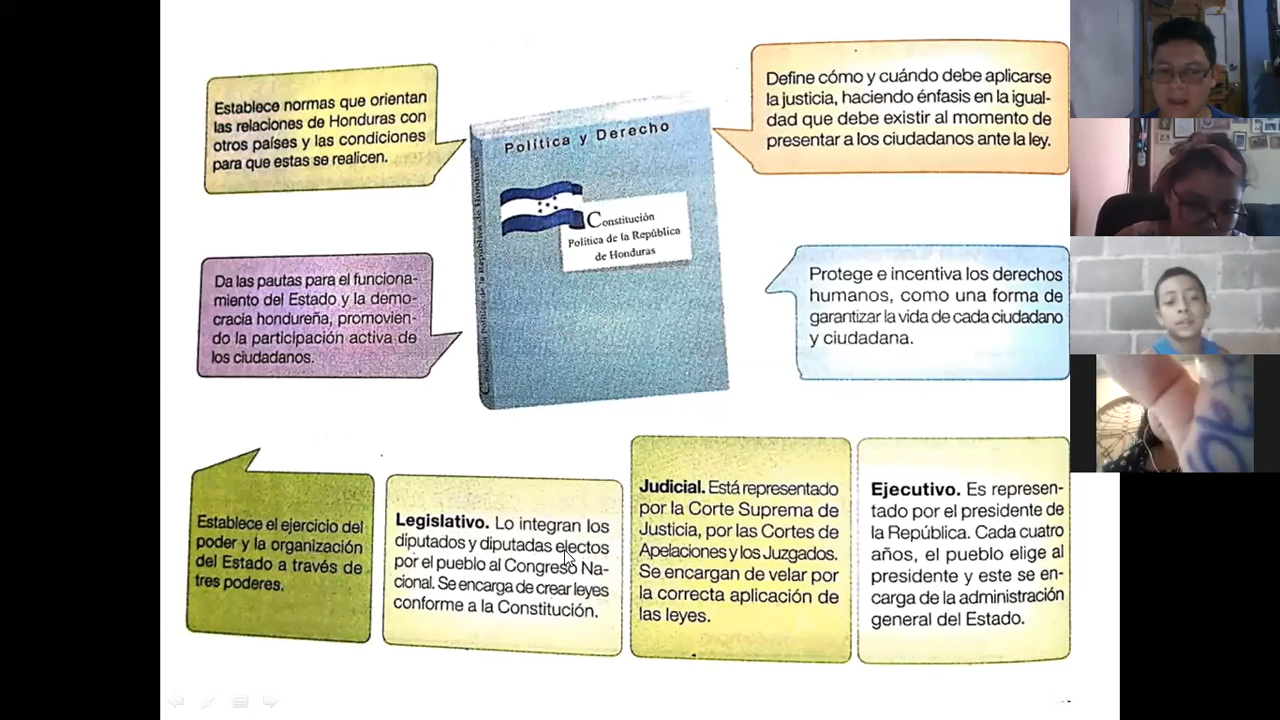 Establece normas que orientan
las relaciones de Honduras con
otros países y las condiciones
para que estas se realicen.
Política y Derecho
Constitución
Política de la República
de Honduras
Constitución Política de la República de Honduras
Define cómo y cuándo debe aplicarse
la justicia, haciendo énfasis en la igual-
dad que debe existir al momento de
presentar a los ciudadanos ante la ley.
Da las pautas para el funciona-
miento del Estado y la demo-
cracia hondureña, promovien-
do la participación activa de
los ciudadanos.
Protege e incentiva los derechos
humanos, como una forma de
garantizar la vida de cada ciudadano
y ciudadana.
Establece el ejercicio del
poder y la organización
del Estado a través de
tres poderes.
Legislativo. Lo integran los
diputados y diputadas electos
por el pueblo al Congreso Na-
cional. Se encarga de crear leyes
conforme a la Constitución.
Judicial. Está representado
por la Corte Suprema de
Justicia, por las Cortes de
Apelaciones y los Juzgados.
Se encargan de velar por
la correcta aplicación de
las leyes.
Ejecutivo. Es represen-
tado por el presidente de
la República. Cada cuatro
años, el pueblo elige al
presidente y este se en-
carga de la administración
general del Estado.